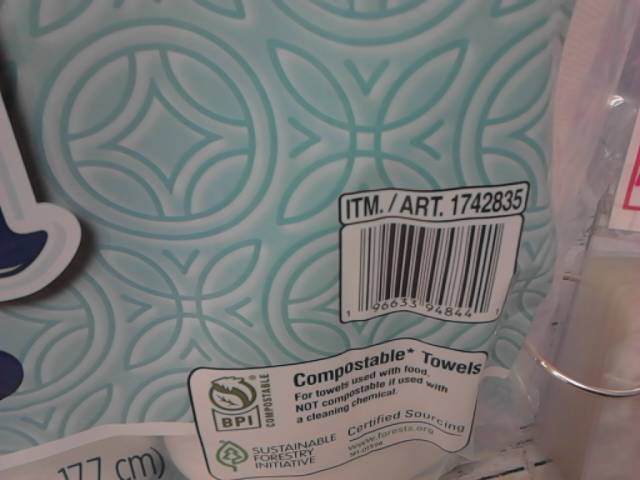 ITM. / ART. 1742835
1 96633 94844 1
Compostable* Towels
For towels used with food.
NOT compostable if used with
a cleaning chemical.
BPI
COMPOSTABLE
SUSTAINABLE
FORESTRY
INITIATIVE
Certified Sourcing
www.forests.org
177 cm)